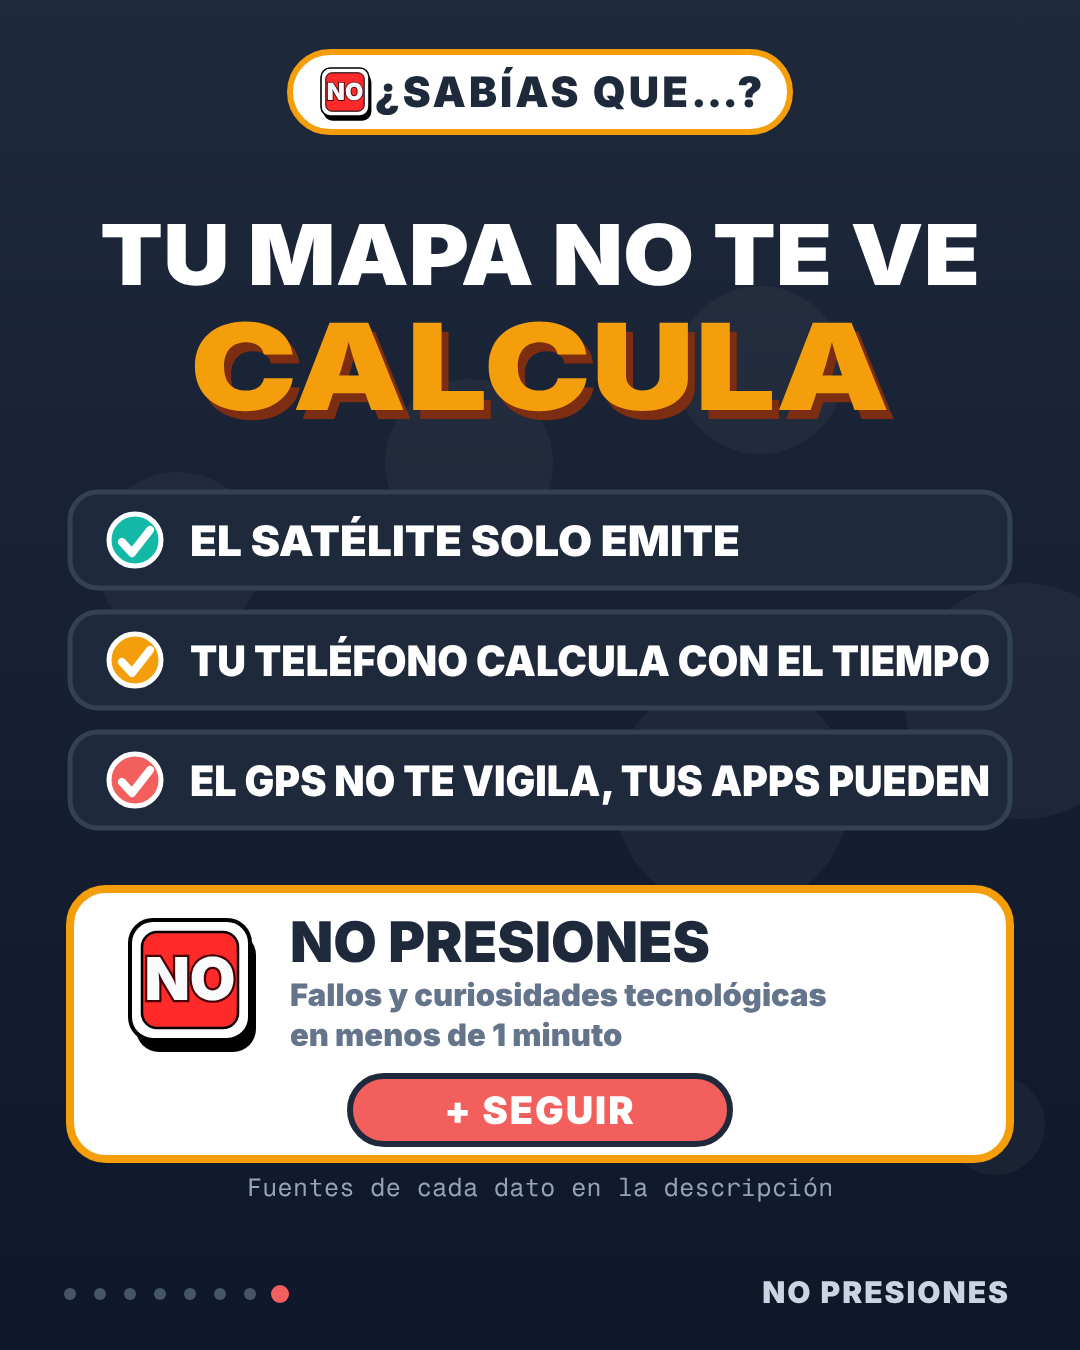 NO ¿SABÍAS QUE...?
TU MAPA NO TE VE
CALCULA
EL SATÉLITE SOLO EMITE
TU TELÉFONO CALCULA CON EL TIEMPO
EL GPS NO TE VIGILA, TUS APPS PUEDEN
NO
NO PRESIONES
Fallos y curiosidades tecnológicas
en menos de 1 minuto
+ SEGUIR
Fuentes de cada dato en la descripción
NO PRESIONES